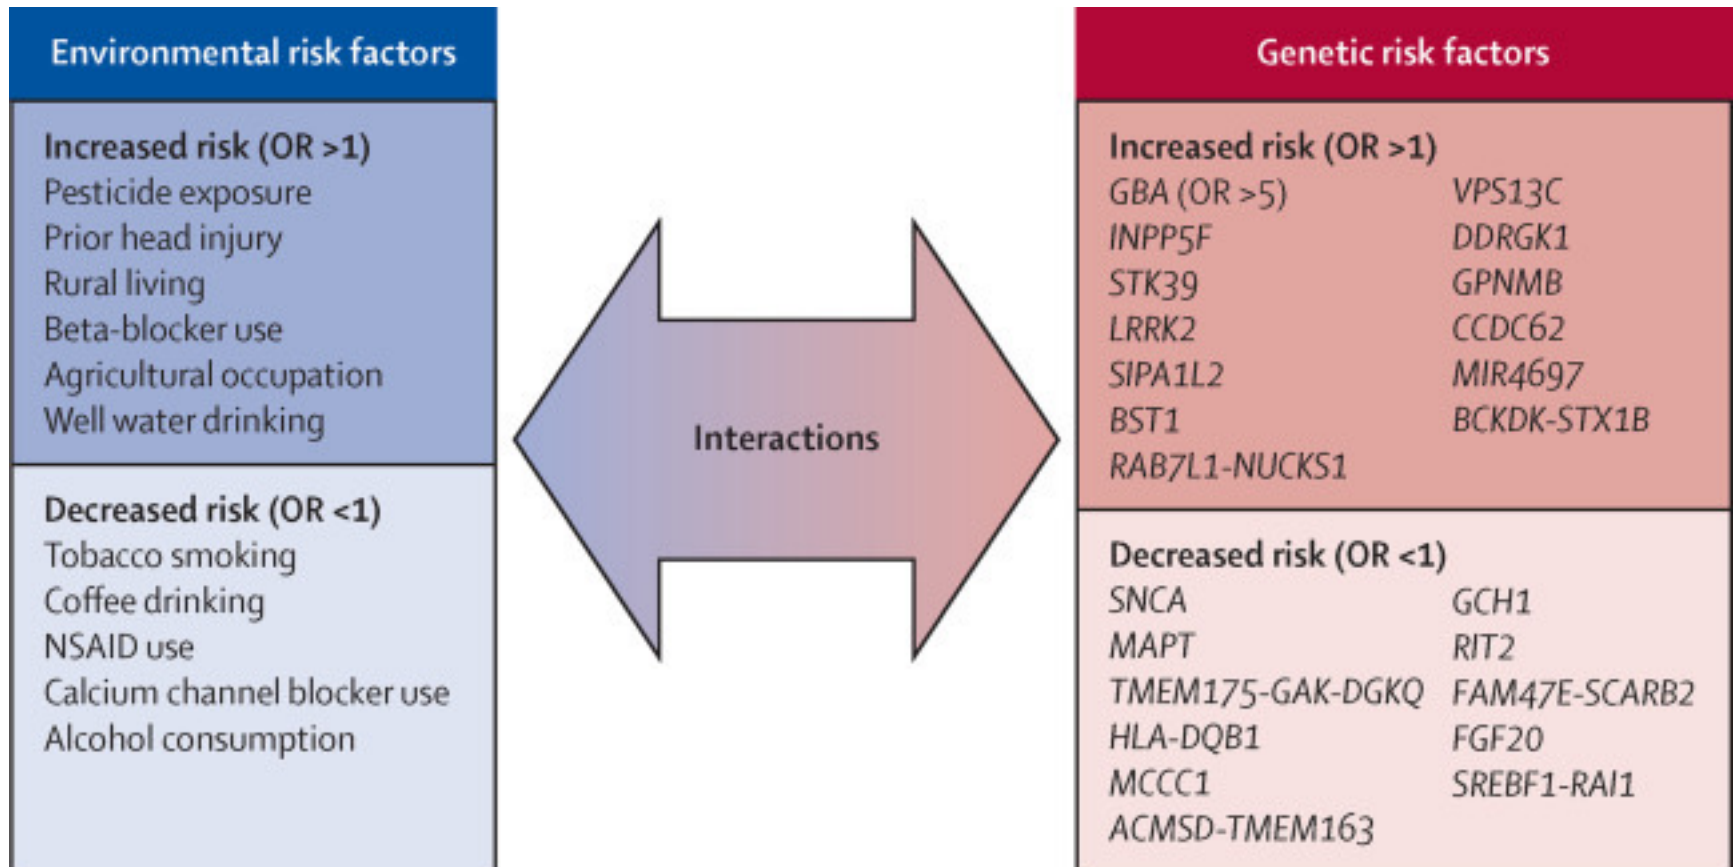 Environmental risk factors
Increased risk (OR >1)
Pesticide exposure
Prior head injury
Rural living
Beta-blocker use
Agricultural occupation
Well water drinking
Decreased risk (OR <1)
Tobacco smoking
Coffee drinking
NSAID use
Calcium channel blocker use
Alcohol consumption
Interactions
Genetic risk factors
Increased risk (OR >1)
GBA (OR >5)
INPP5F
STK39
LRRK2
SIPA1L2
BST1
RAB7L1-NUCKS1
VPS13C
DDRGK1
GPNMB
CCDC62
MIR4697
BCKDK-STX1B
Decreased risk (OR <1)
SNCA
MAPT
TMEM175-GAK-DGKQ
HLA-DQB1
MCCC1
ACMSD-TMEM163
GCH1
RIT2
FAM47E-SCARB2
FGF20
SREBF1-RAI1